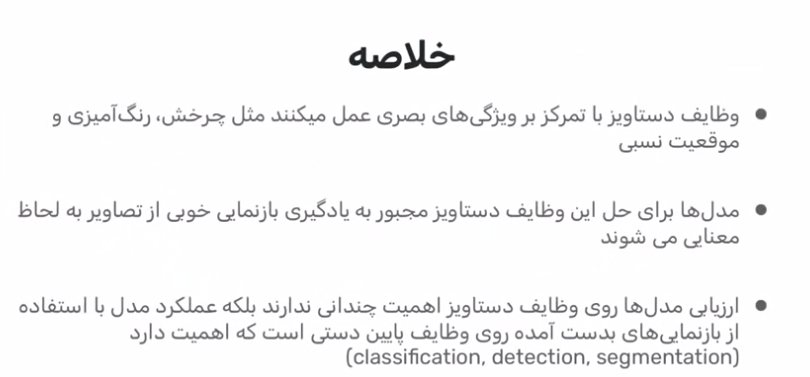 خلاصه
● وظایف دستاویز با تمرکز بر ویژگی‌های بصری عمل میکنند مثل چرخش، رنگ‌آمیزی و
موقعیت نسبی
● مدل‌ها برای حل این وظایف دستاویز مجبور به یادگیری بازنمایی خوبی از تصاویر به لحاظ
معنایی می شوند
● ارزیابی مدل‌ها روی وظایف دستاویز اهمیت چندانی ندارند بلکه عملکرد مدل با استفاده
از بازنمایی‌های بدست آمده روی وظایف پایین دستی است که اهمیت دارد
(classification, detection, segmentation)